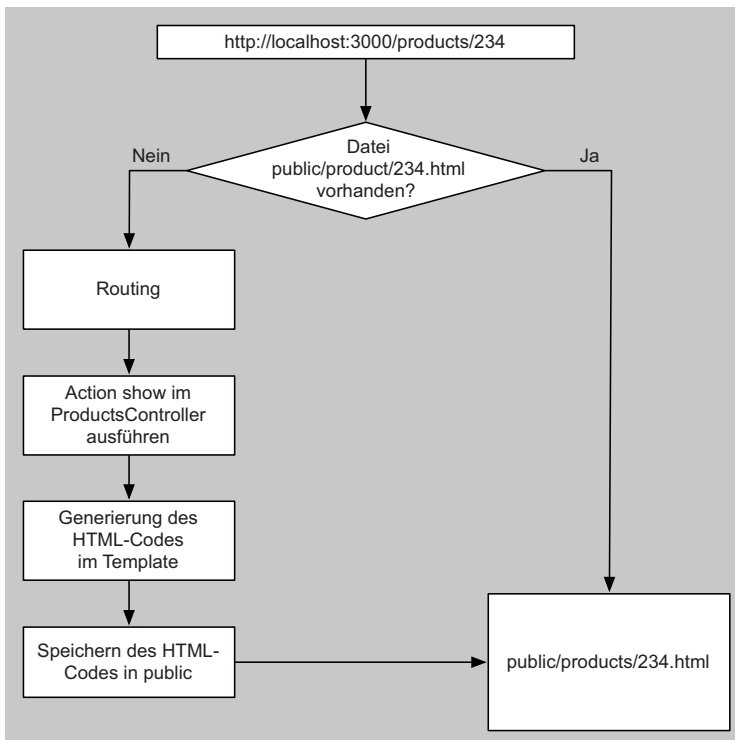 http://localhost:3000/products/234
Datei
public/product/234.html
vorhanden?
Nein
Ja
Routing
Action show im
ProductsController
ausführen
Generierung des
HTML-Codes
im Template
Speichern des HTML-
Codes in public
public/products/234.html